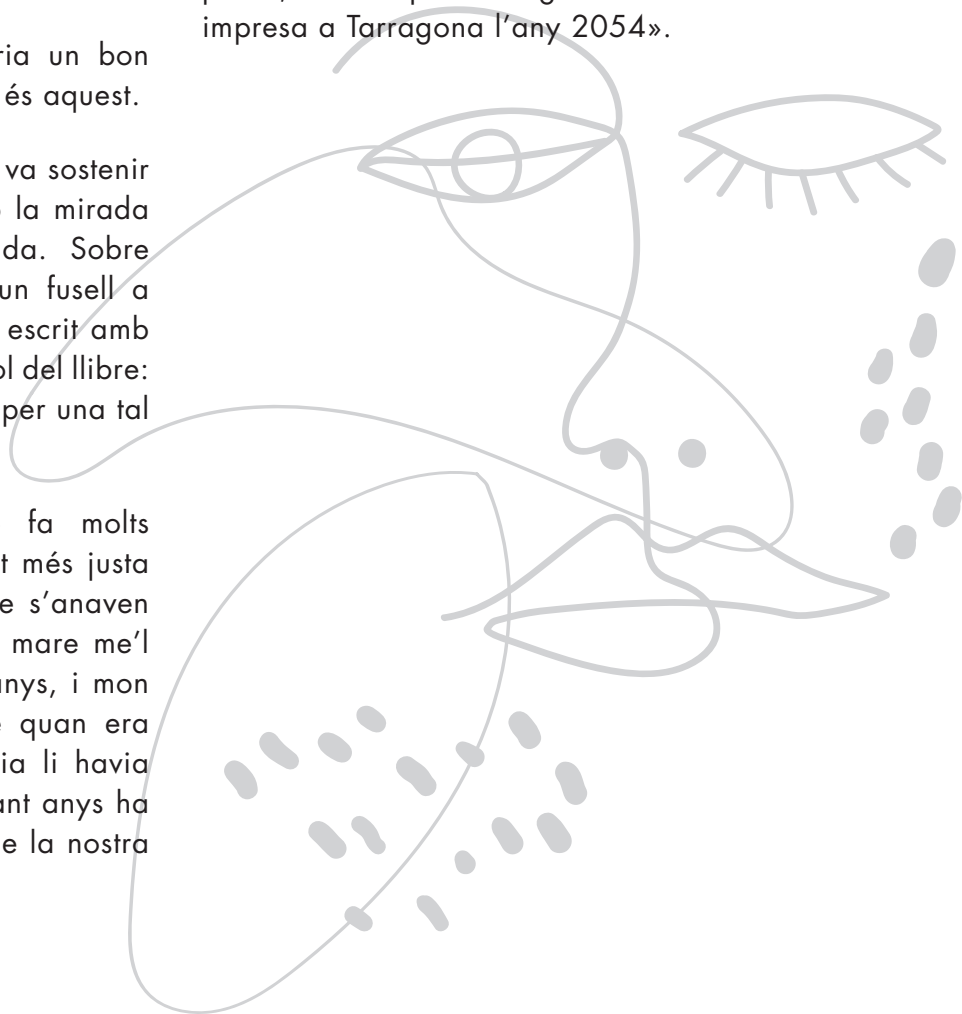 ria un bon
és aquest.
va sostenir
la mirada
da. Sobre
un fusell a
escrit amb
ol del llibre:
per una tal
fa molts
t més justa
e s’anaven
mare me’l
anys, i mon
quan era
ia li havia
ant anys ha
e la nostra
impresa a Tarragona l’any 2054».